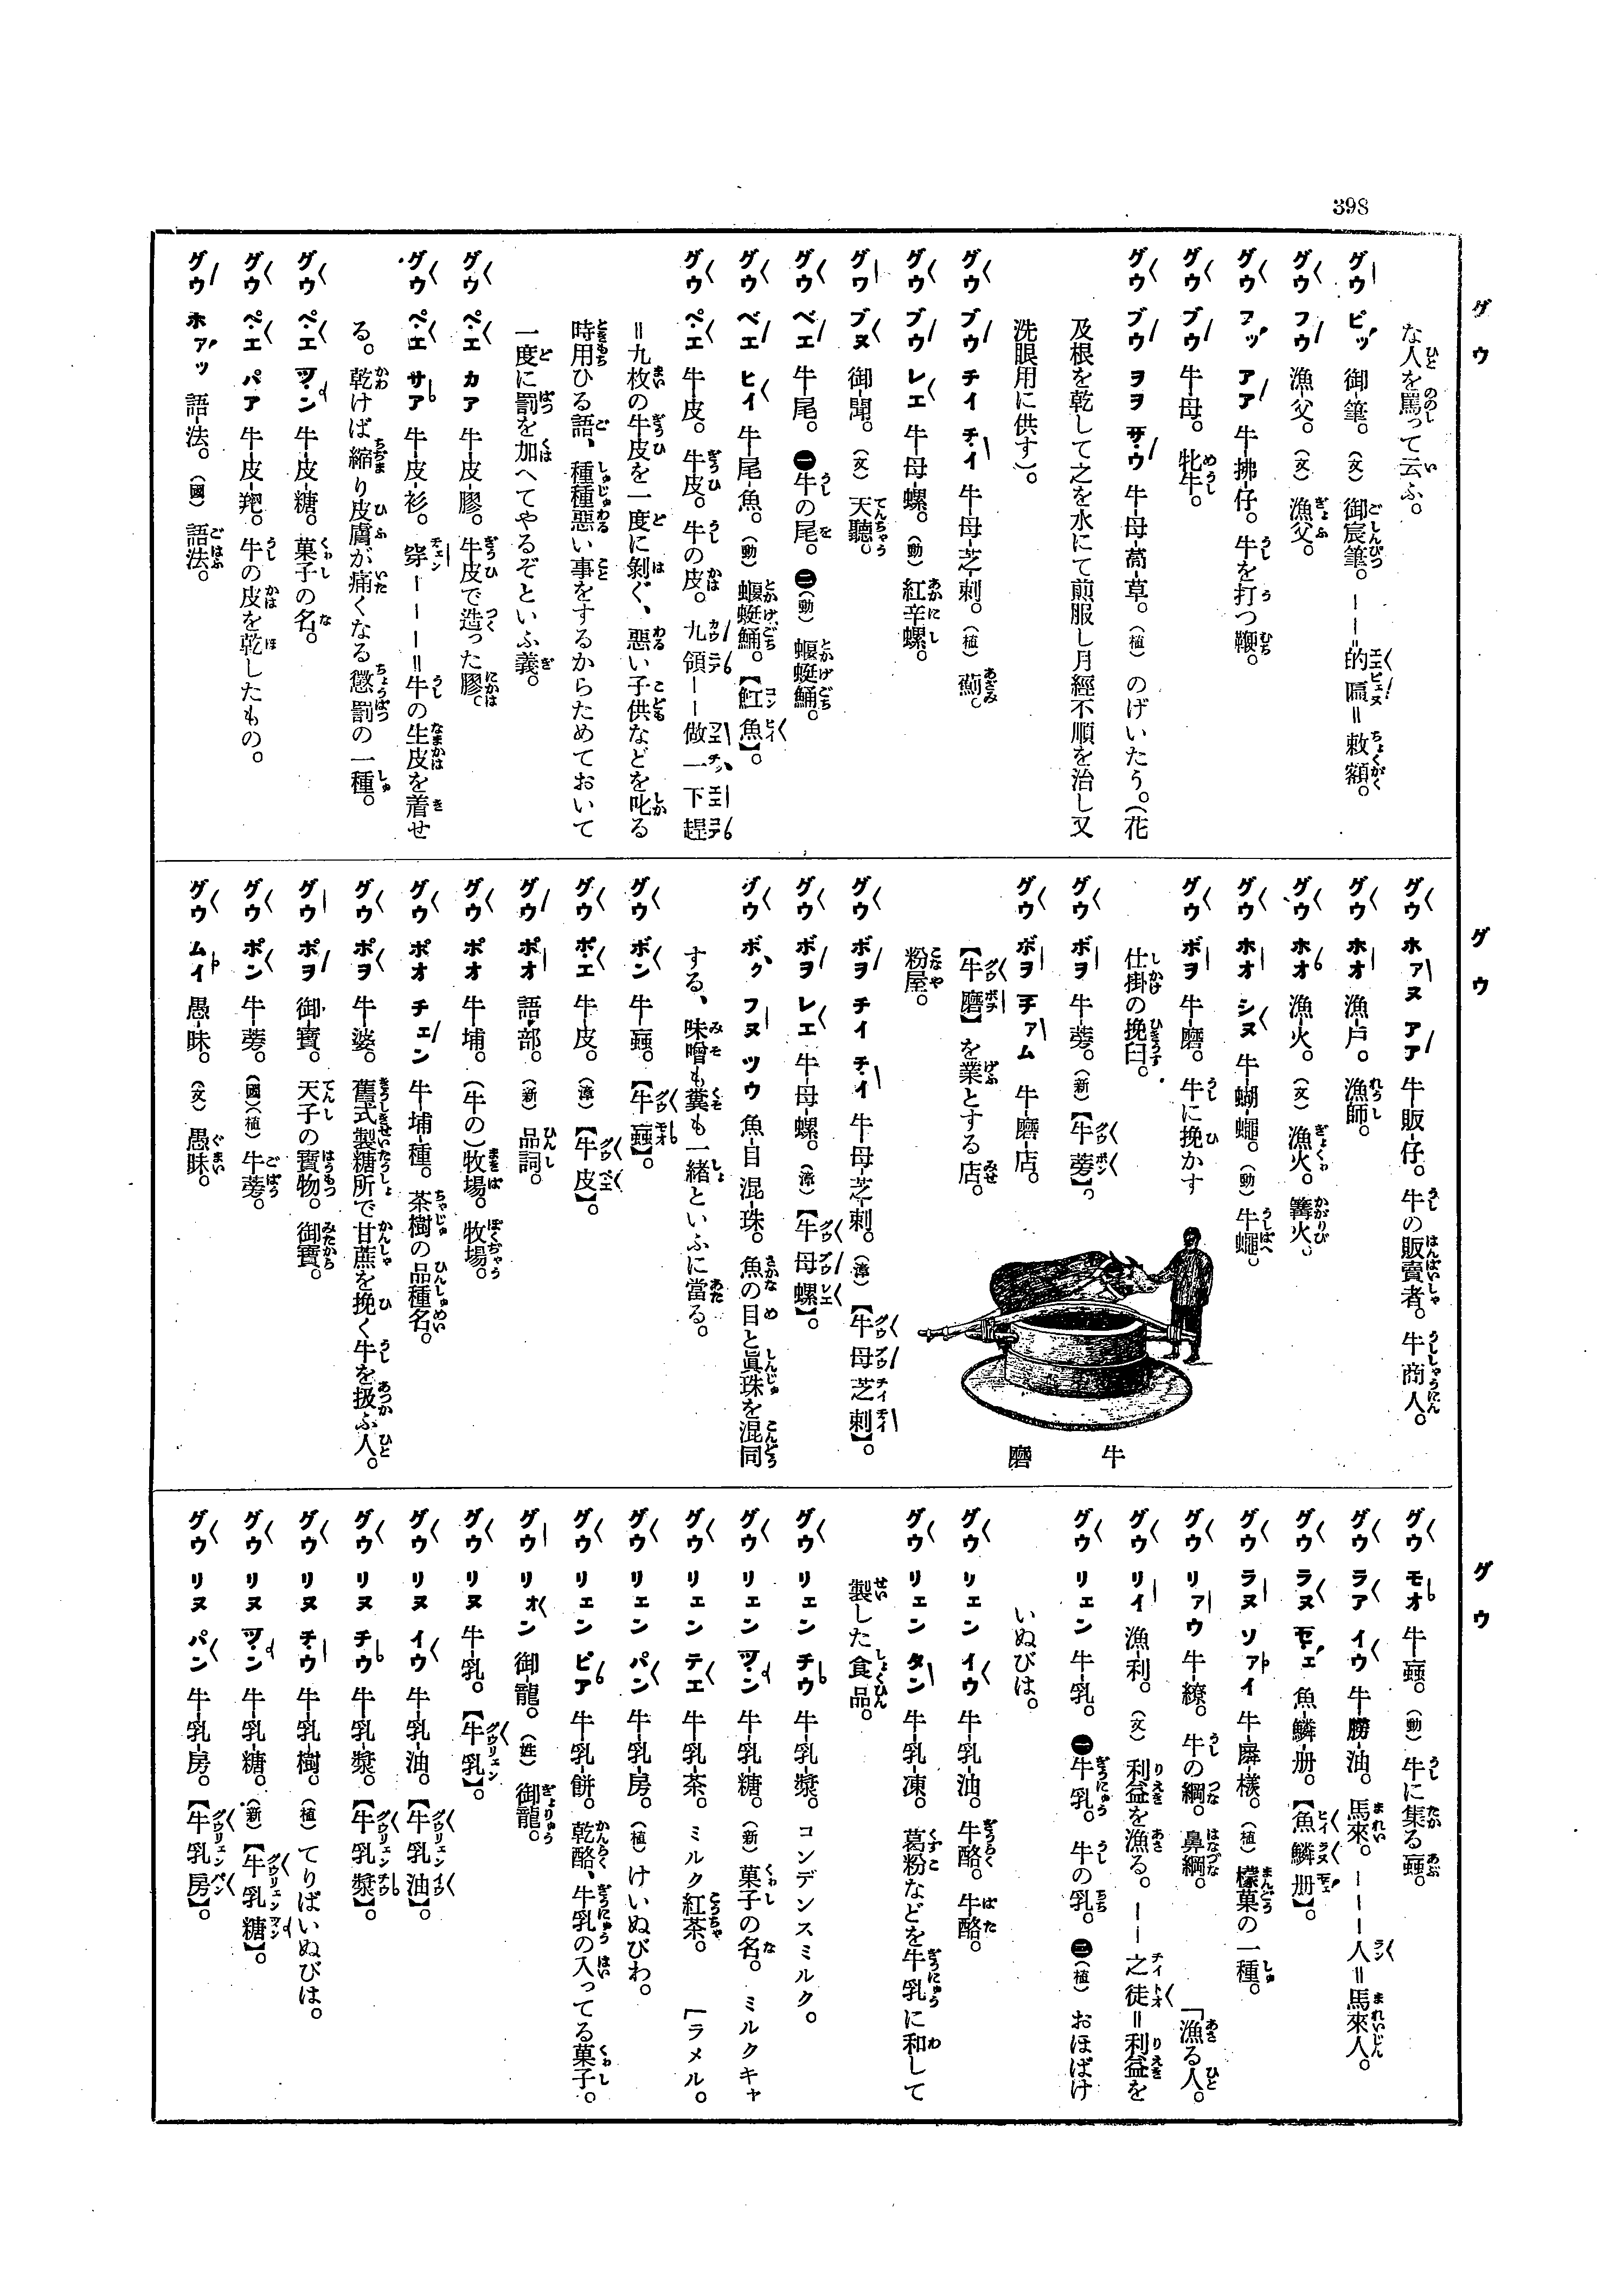 398
グウ
な人を罵って云ふ。
グウ ピッ 御-筆。(文) 御宸筆。——的匾＝敕額。
グウ フウ 漁-父。(文) 漁父。
グウ フッ アア 牛-拂-仔。牛を打つ鞭。
グウ ブウ 牛-母。牝牛。
グウ ブウ ヲヲ サ・ウ 牛-母-萵-草。(植) のげいたう。(花
及根を乾して之を水にて煎服し月經不順を治し又
洗眼用に供す)。
グウ ブウ チイ チ・イ 牛-母-芝-刺。(植) 薊。
グウ ブウ レエ 牛-母-螺。(動) 紅辛螺。
グワ ブヌ 御-聞。(文) 天聽。
グウ ベエ 牛-尾。㊀牛の尾。㊁(動) 蝘蜓鯒。
グウ ベエ ヒイ 牛-尾-魚。(動) 蝘蜓鯒。【魟魚】。
グウ ペ・エ 牛-皮。牛皮。牛の皮。九領——做一下趕
＝九枚の牛皮を一度に剝ぐ、惡い子供などを叱る
時用ひる語、種種惡い事をするからためておいて
一度に罰を加へてやるぞといふ義。
グウ ペ・エ カア 牛-皮-膠。牛皮で造った膠。
グウ ペ・エ サア 牛-皮-衫。穿———＝牛の生皮を着せ
る。乾けば縮り皮膚が痛くなる懲罰の一種。
グウ ペ・エ ツ・ン 牛-皮-糖。菓子の名。
グウ ペ・エ パア 牛-皮-羓。牛の皮を乾したもの。
グウ ホァッ 語-法。(國) 語法。
グウ
グウ ホァヌ アア 牛-販-仔。牛の販賣者。牛商人。
グウ ホオ 漁-戶。漁師。
グウ ホオ 漁-火。(文) 漁火。篝火。
グウ ホオ シヌ 牛-蝴-蠅。(動) 牛蠅。
グウ ボヲ 牛-磨。牛に挽かす
仕掛の挽臼。
グウ ボヲ 牛-蒡。(新)【牛蒡】。
グウ ボヲ チァム 牛-磨-店。
【牛磨】を業とする店。
粉屋。
牛磨
グウ ボヲ チイ チ・イ 牛-母-芝-刺。(漳)【牛母芝刺】。
グウ ボヲ レエ 牛-母-螺。(漳)【牛母螺】。
グウ ボㇰ フヌ ツウ 魚-目 混-珠。魚の目と眞珠を混同
する、味噌も糞も一緒といふに當る。
グウ ボン 牛-蝱。【牛蝱】。
グウ ポ・エ 牛-皮。(漳)【牛皮】。
グウ ポオ 語-部。(新) 品詞。
グウ ポオ 牛-埔。(牛の)牧場。牧場。
グウ ポオ チェン 牛-埔-種。茶樹の品種名。
グウ ポヲ 牛-婆。舊式製糖所で甘蔗を挽く牛を扱ふ人。
グウ ポヲ 御-寶。天子の寶物。御寶。
グウ ポン 牛-蒡。(國)(植) 牛蒡。
グウ ムイ 愚-昧。(文) 愚昧。
グウ
グウ モオ 牛-蝱。(動) 牛に集る蝱。
グウ ラア イウ 牛-朥-油。馬來。———人＝馬來人。
グウ ラヌ 魚-鱗-册。【魚鱗册】。
グウ ラヌ ソァイ 牛-羼-檨。(植) 檬菓の一種。
グウ リァウ 牛-繚。牛の綱。鼻綱。 「漁る人。
グウ リイ 漁-利。(文) 利益を漁る。——之徒＝利益を
グウ リェン 牛-乳。㊀牛乳。牛の乳。㊁(植) おほばけ
いぬびは。
グウ リェン イウ 牛-乳-油。牛酪。牛酪。
グウ リェン タン 牛-乳-凍。葛粉などを牛乳に和して
製した食品。
グウ リェン チウ 牛-乳-漿。コンデンスミルク。
グウ リェン ツ・ン 牛-乳-糖。(新) 菓子の名。ミルクキャ
グウ リェン テエ 牛-乳-茶。ミルク紅茶。 「ラメル。
グウ リェン パン 牛-乳-房。(植) けいぬびわ。
グウ リェン ピア 牛-乳-餅。乾酪、牛乳の入ってる菓子。
グウ リォン 御-龍。(姓) 御龍。
グウ リヌ 牛-乳。【牛乳】。
グウ リヌ イウ 牛-乳-油。【牛乳油】。
グウ リヌ チウ 牛-乳-漿。【牛乳漿】。
グウ リヌ チ・ウ 牛-乳-樹。(植) てりばいぬびは。
グウ リヌ ツ・ン 牛-乳-糖。(新)【牛乳糖】。
グウ リヌ パン 牛-乳-房。【牛乳房】。